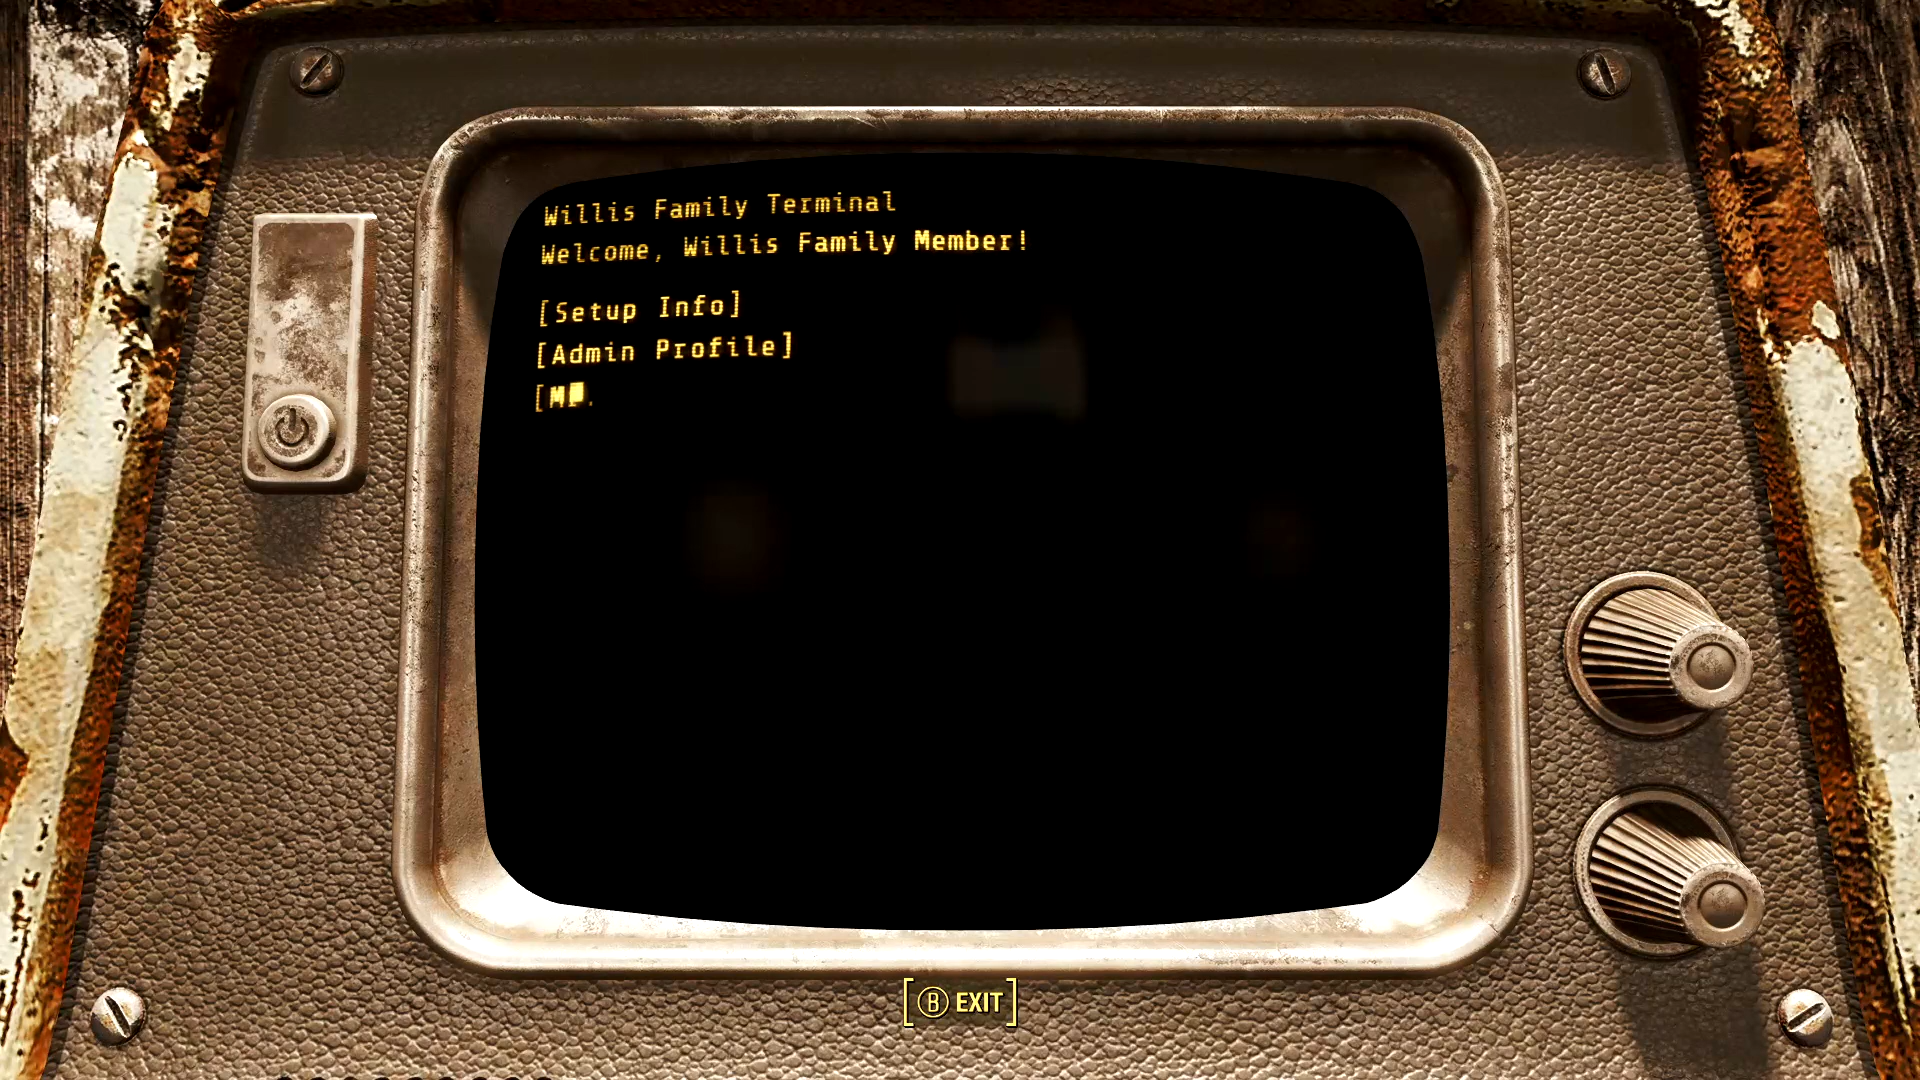 Willis Family Terminal
Welcome, Willis Family Member!
[Setup Info]
[Admin Profile]
[M
B EXIT